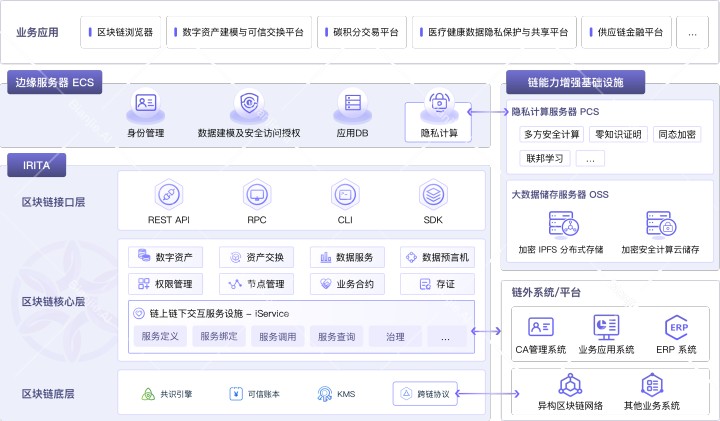 业务应用
区块链浏览器
数字资产建模与可信交换平台
碳积分交易平台
医疗健康数据隐私保护与共享平台
供应链金融平台
...
边缘服务器 ECS
身份管理
数据建模及安全访问授权
应用DB
隐私计算
链能力增强基础设施
隐私计算服务器 PCS
多方安全计算
零知识证明
同态加密
联邦学习
...
大数据储存服务器 OSS
加密 IPFS 分布式存储
加密安全计算云储存
IRITA
区块链接口层
REST API
RPC
CLI
SDK
区块链核心层
数字资产
资产交换
数据服务
数据预言机
权限管理
节点管理
业务合约
存证
链上链下交互服务设施 – iService
服务定义
服务绑定
服务调用
服务查询
治理
...
区块链底层
共识引擎
可信账本
KMS
跨链协议
链外系统/平台
CA管理系统
业务应用系统
ERP
ERP 系统
异构区块链网络
其他业务系统